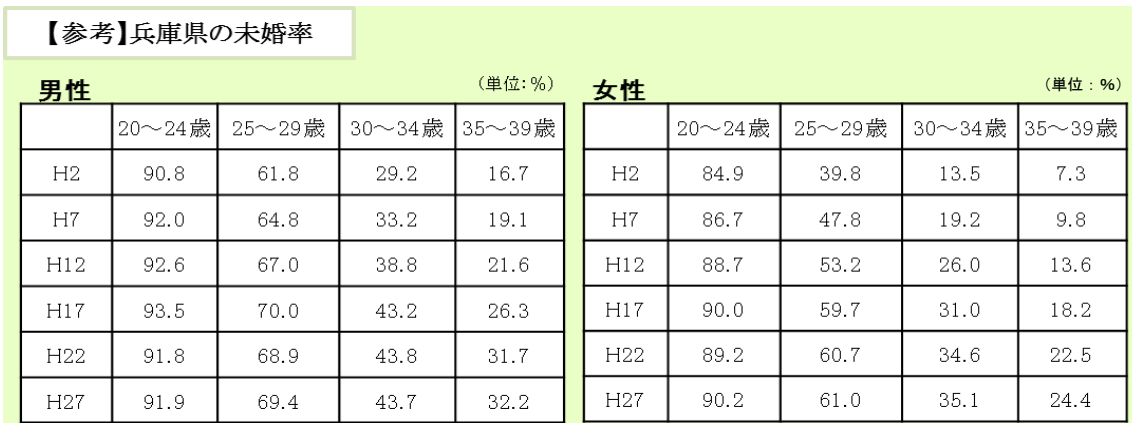 【参考】兵庫県の未婚率
男性 (単位:%)
20～24歳 25～29歳 30～34歳 35～39歳
H2 90.8 61.8 29.2 16.7
H7 92.0 64.8 33.2 19.1
H12 92.6 67.0 38.8 21.6
H17 93.5 70.0 43.2 26.3
H22 91.8 68.9 43.8 31.7
H27 91.9 69.4 43.7 32.2
女性 (単位：%)
20～24歳 25～29歳 30～34歳 35～39歳
H2 84.9 39.8 13.5 7.3
H7 86.7 47.8 19.2 9.8
H12 88.7 53.2 26.0 13.6
H17 90.0 59.7 31.0 18.2
H22 89.2 60.7 34.6 22.5
H27 90.2 61.0 35.1 24.4